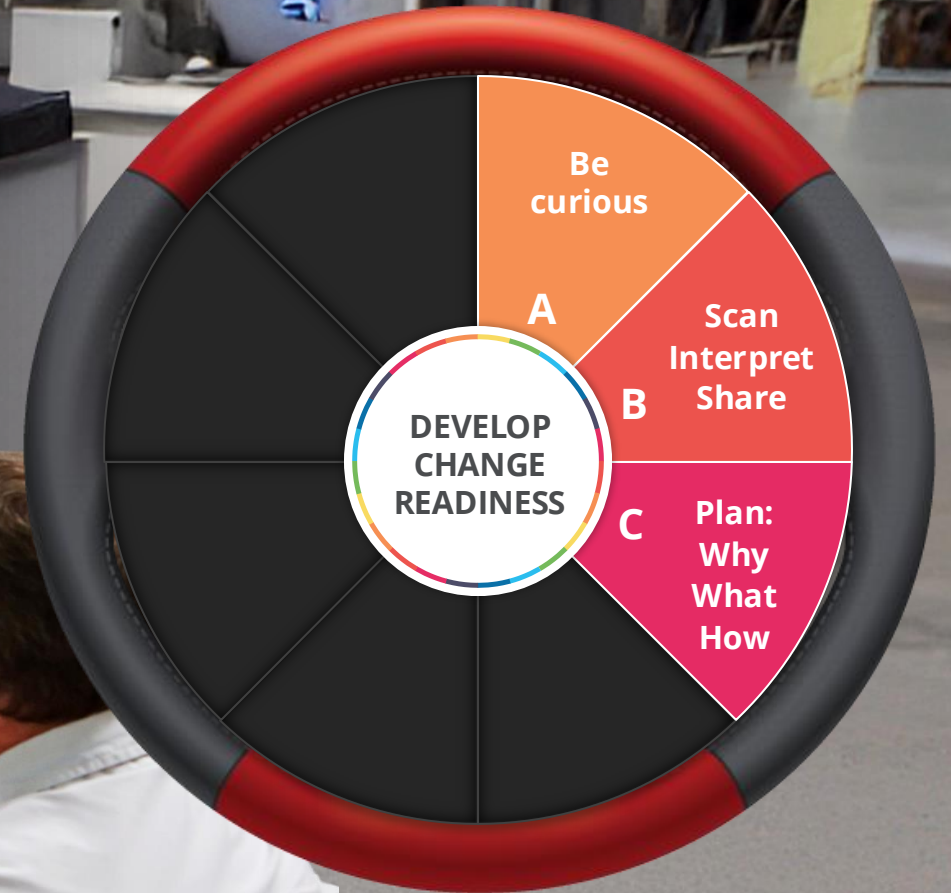 Be
curious
A
Scan
Interpret
Share
B
C
Plan:
Why
What
How
DEVELOP
CHANGE
READINESS